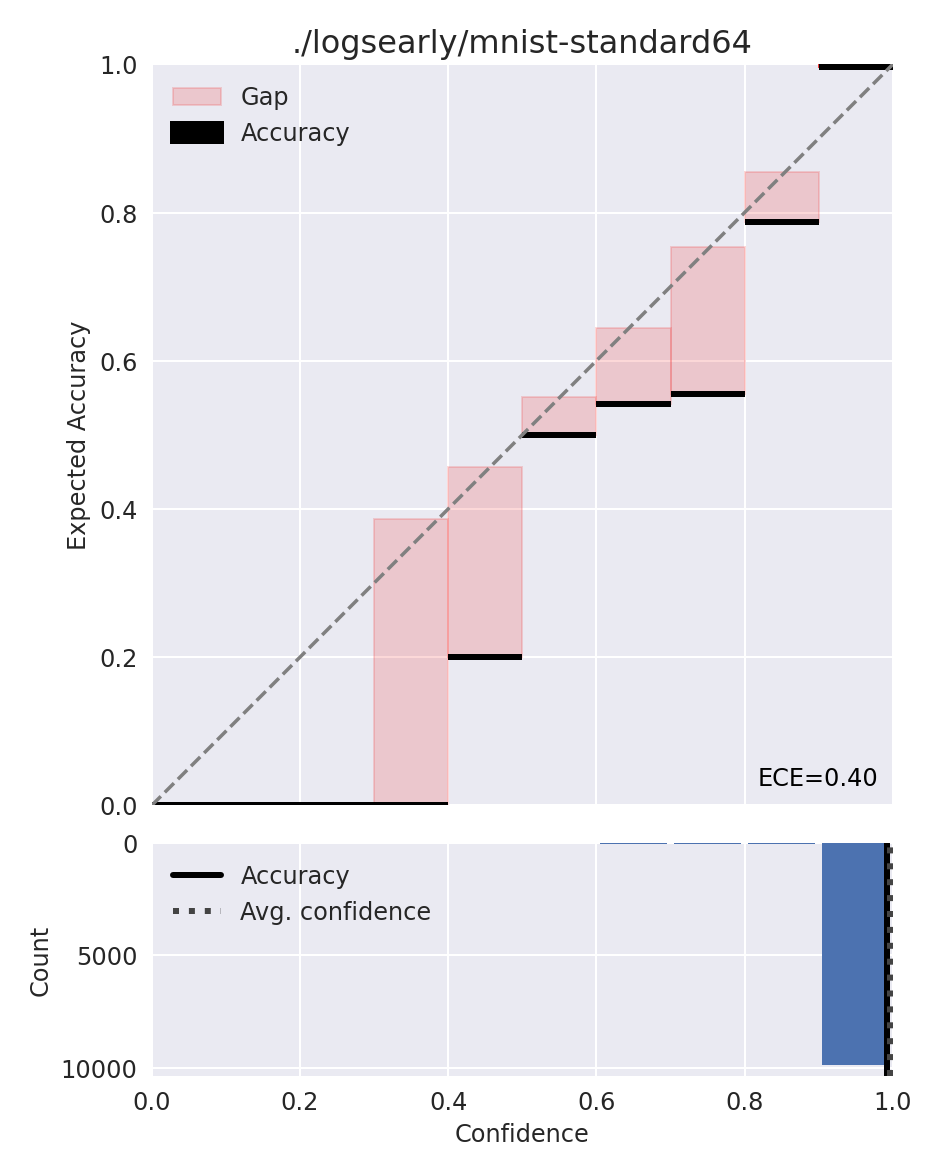 ./logsearly/mnist-standard64
1.0
Gap
Accuracy
0.8
0.6
Expected Accuracy
0.4
0.2
ECE=0.40
0.0
0
Accuracy
Avg. confidence
Count
5000
10000
0.0 0.2 0.4 0.6 0.8 1.0
Confidence